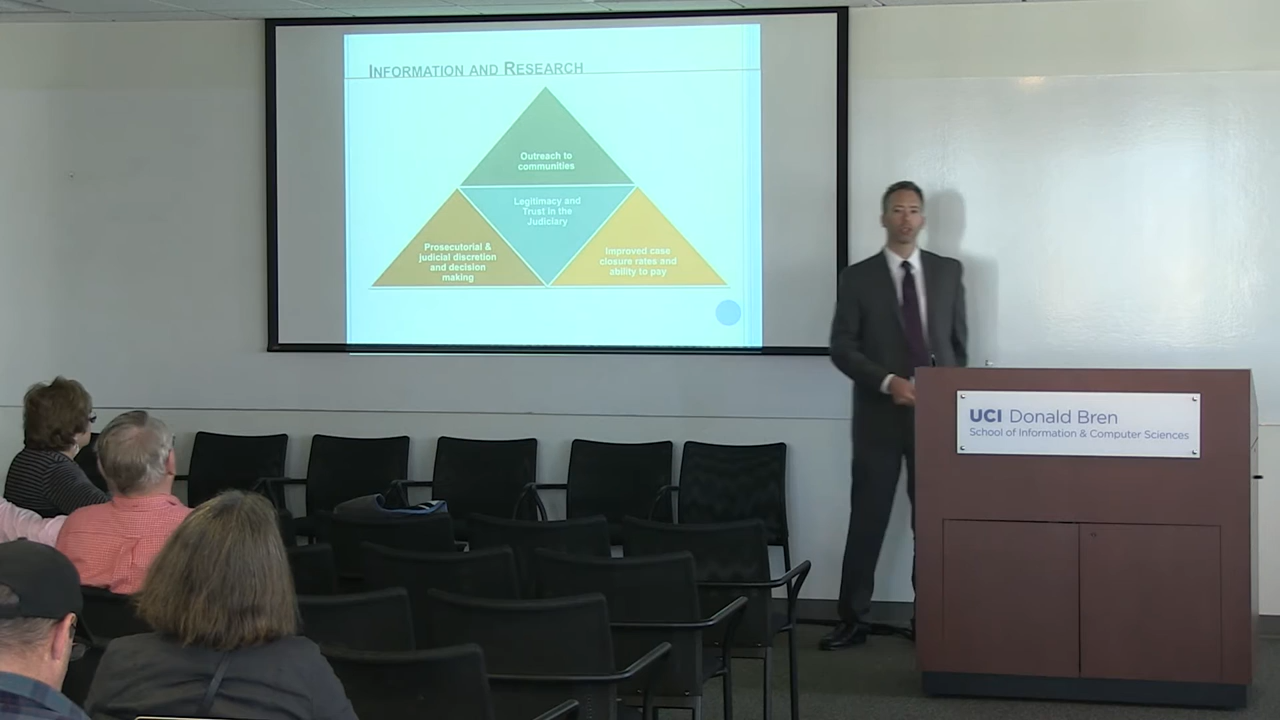 INFORMATION AND RESEARCH
Outreach to
communities
Legitimacy and
Trust in the
Judiciary
Prosecutorial &
judicial discretion
and decision
making
Improved case
closure rates and
ability to pay
UCI Donald Bren
School of Information & Computer Sciences